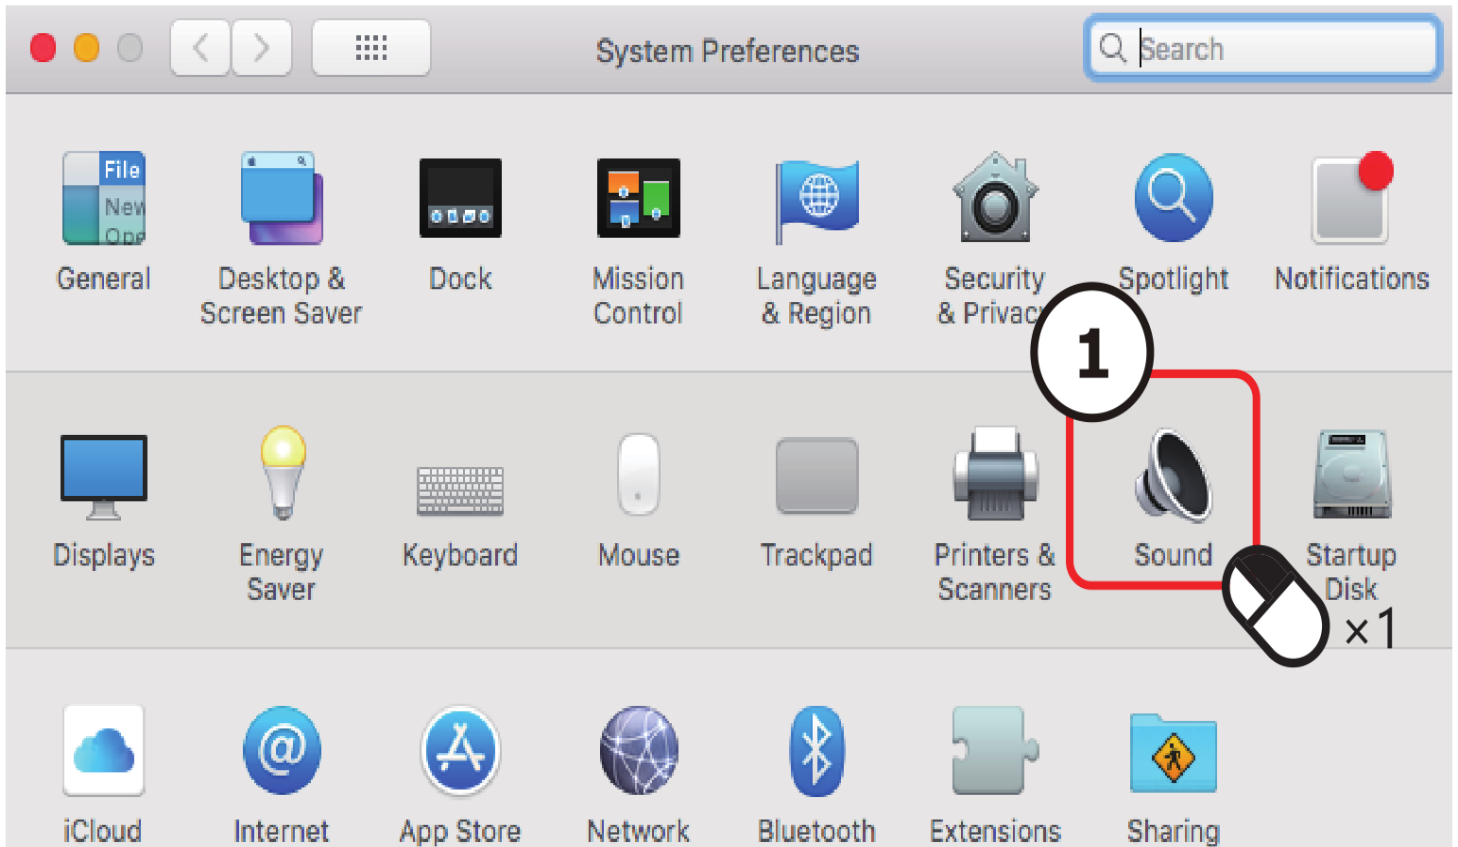 System Preferences
Search
File
New
Ope
General
Desktop &
Screen Saver
Dock
Mission
Control
Language
& Region
Security
& Privac
Spotlight
Notifications
1
Displays
Energy
Saver
Keyboard
Mouse
Trackpad
Printers &
Scanners
Sound
Startup
Disk
×1
iCloud
Internet
App Store
Network
Bluetooth
Extensions
Sharing